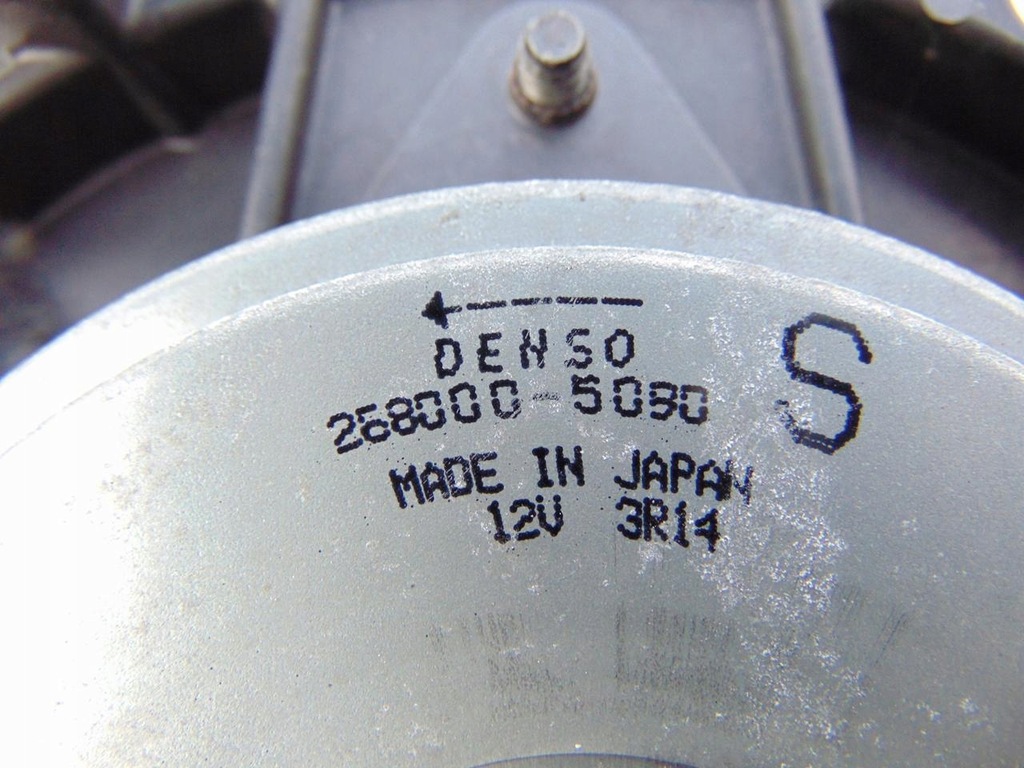 DENSO
268000-5090
S
MADE IN JAPAN
12V 3R14